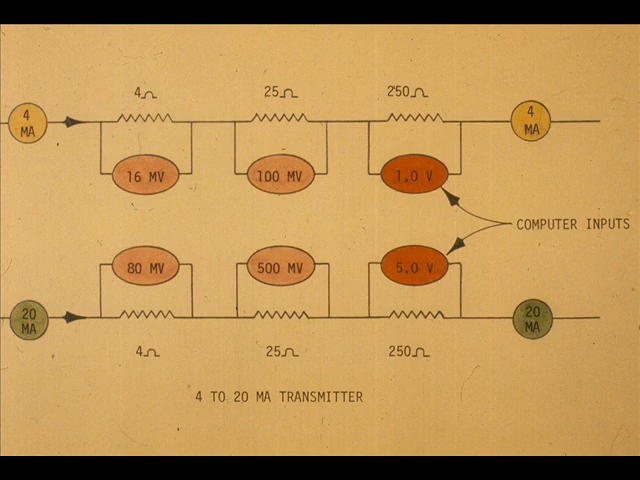 4Ω 25Ω 250Ω
4 MA 4 MA
16 MV 100 MV 1.0 V
COMPUTER INPUTS
80 MV 500 MV 5.0 V
20 MA 20 MA
4Ω 25Ω 250Ω
4 TO 20 MA TRANSMITTER